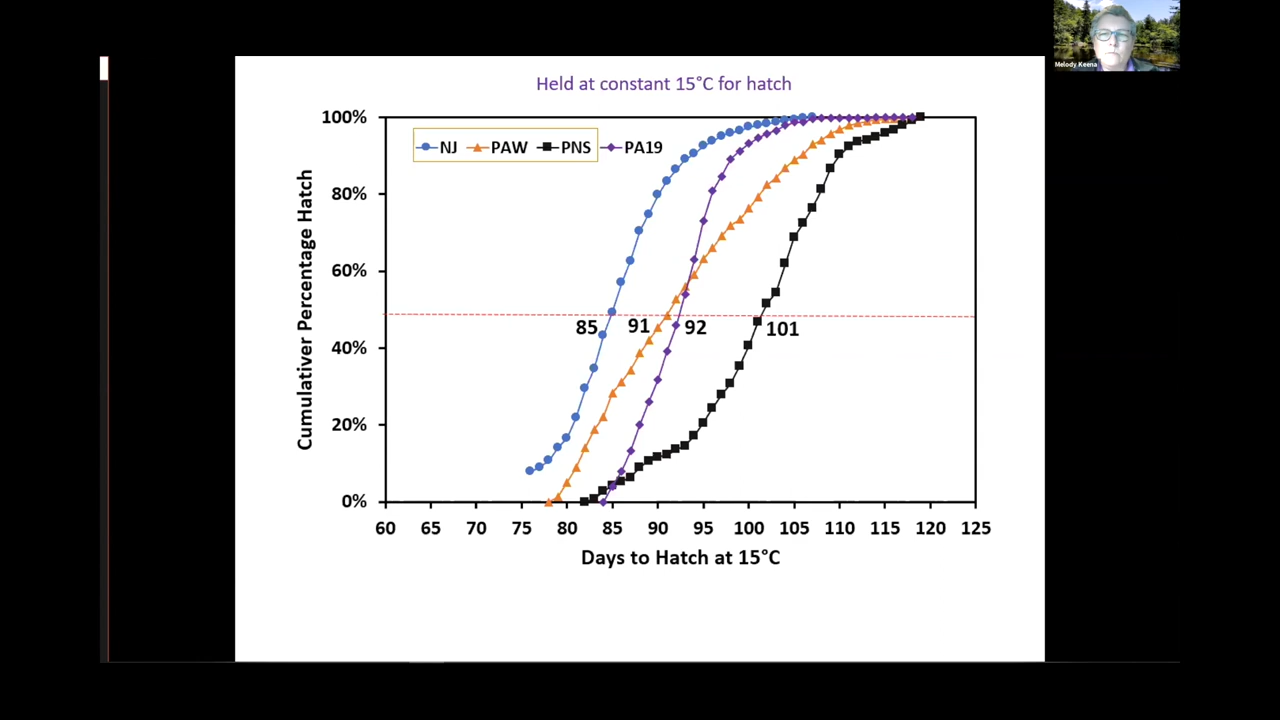 Melody Keena
Held at constant 15°C for hatch
100%
NJ PAW PNS PA19
80%
60%
40%
20%
0%
Cumulativer Percentage Hatch
85 91 92 101
60 65 70 75 80 85 90 95 100 105 110 115 120 125
Days to Hatch at 15°C